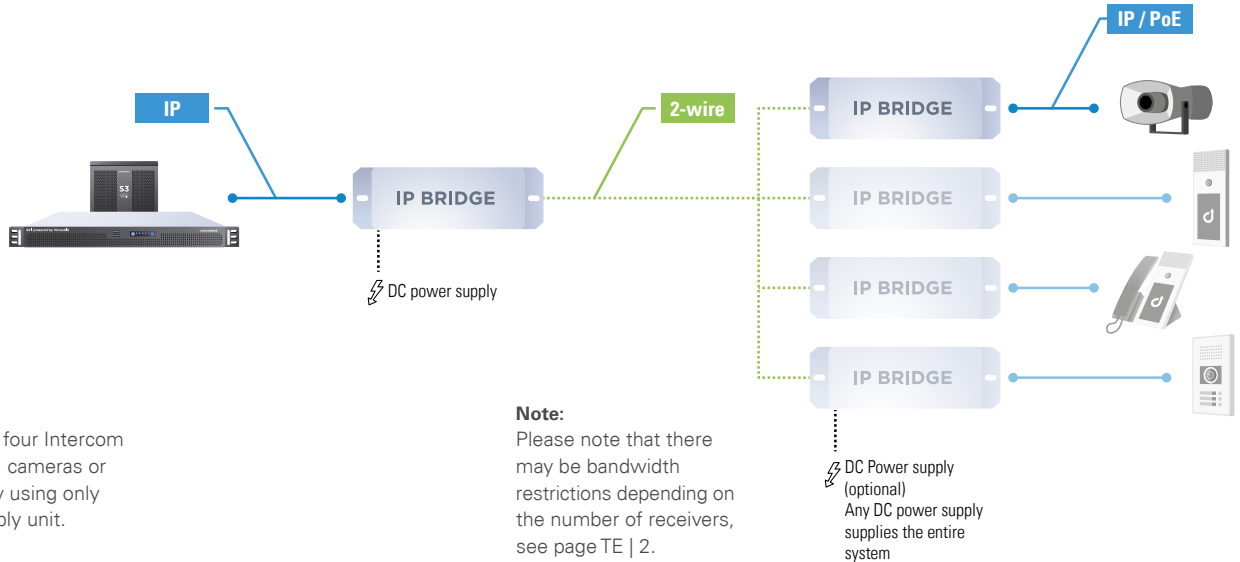 IP / PoE
IP
2-wire
IP BRIDGE
IP BRIDGE
IP BRIDGE
IP BRIDGE
IP BRIDGE
S3
DC power supply
four Intercom
cameras or
using only
unit.
Note:
Please note that there
may be bandwidth
restrictions depending on
the number of receivers,
see page TE | 2.
DC Power supply
(optional)
Any DC power supply
supplies the entire
system